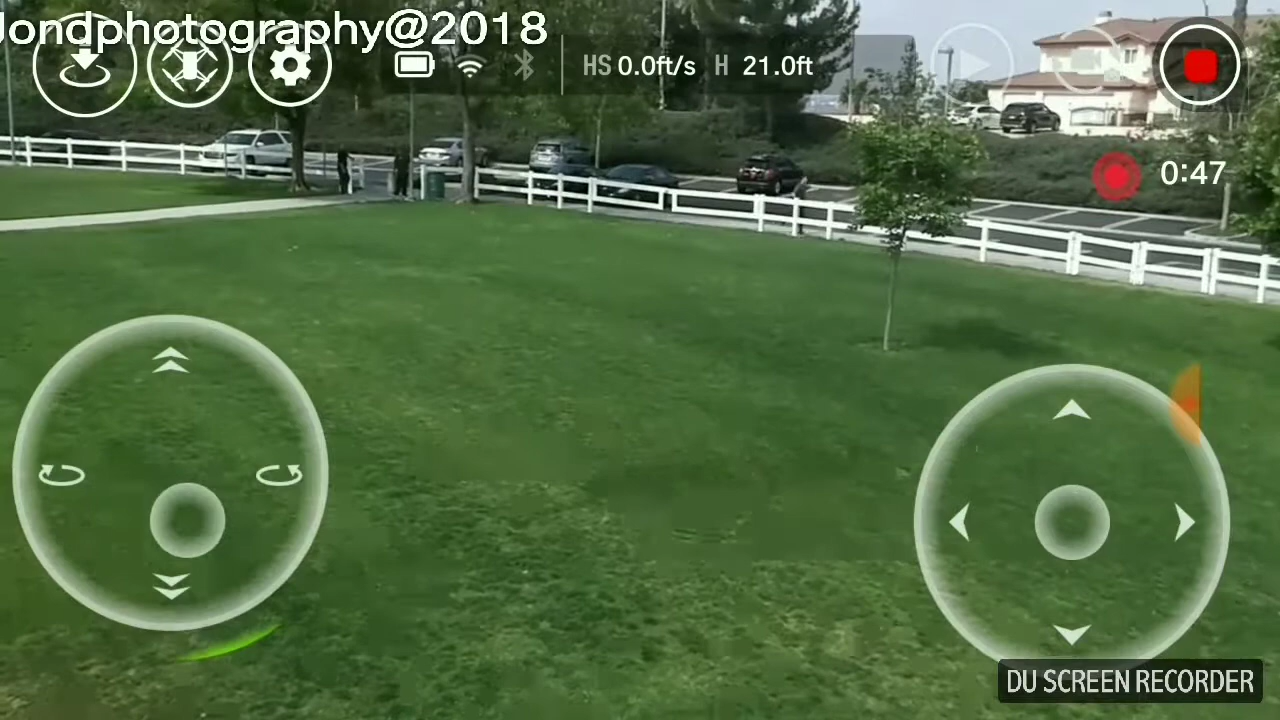 Jondphotography@2018
HS 0.0ft/s H 21.0ft
0:47
DU SCREEN RECORDER